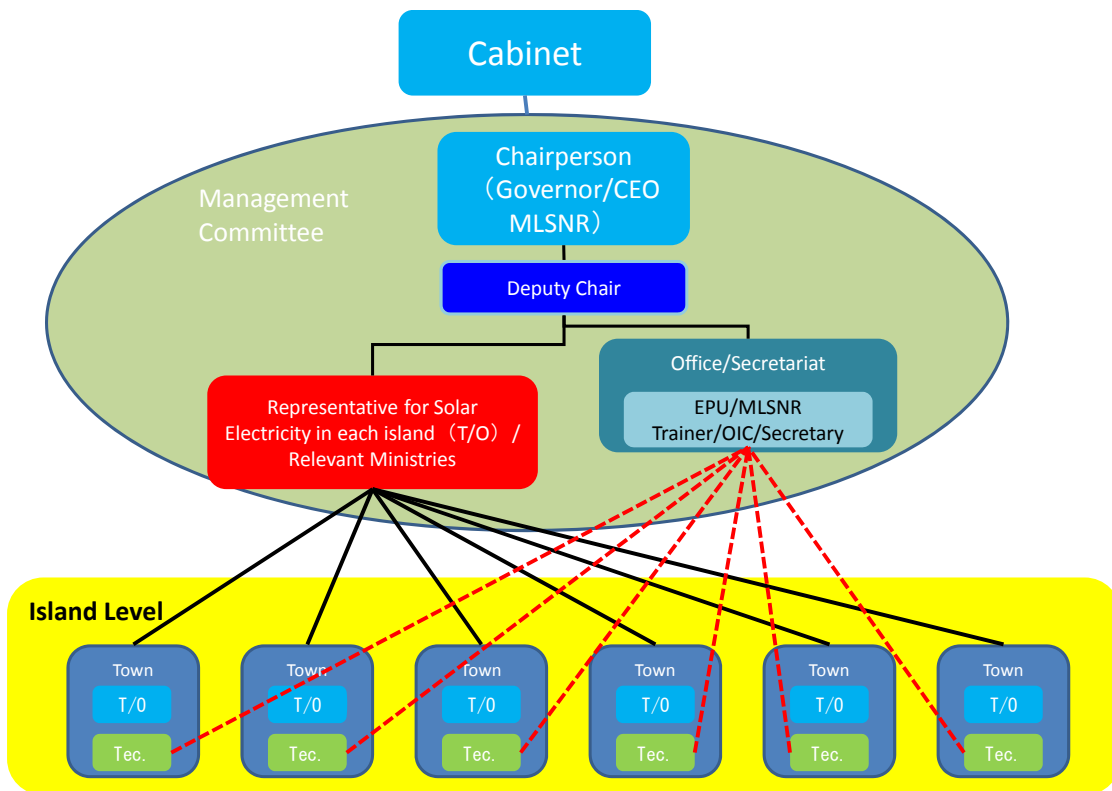 Cabinet
Chairperson
（Governor/CEO
MLSNR）
Management
Committee
Deputy Chair
Office/Secretariat
EPU/MLSNR
Trainer/OIC/Secretary
Representative for Solar
Electricity in each island（T/O）/
Relevant Ministries
Island Level
Town
T/0
Tec.
Town
T/0
Tec.
Town
T/0
Tec.
Town
T/0
Tec.
Town
T/0
Tec.
Town
T/0
Tec.